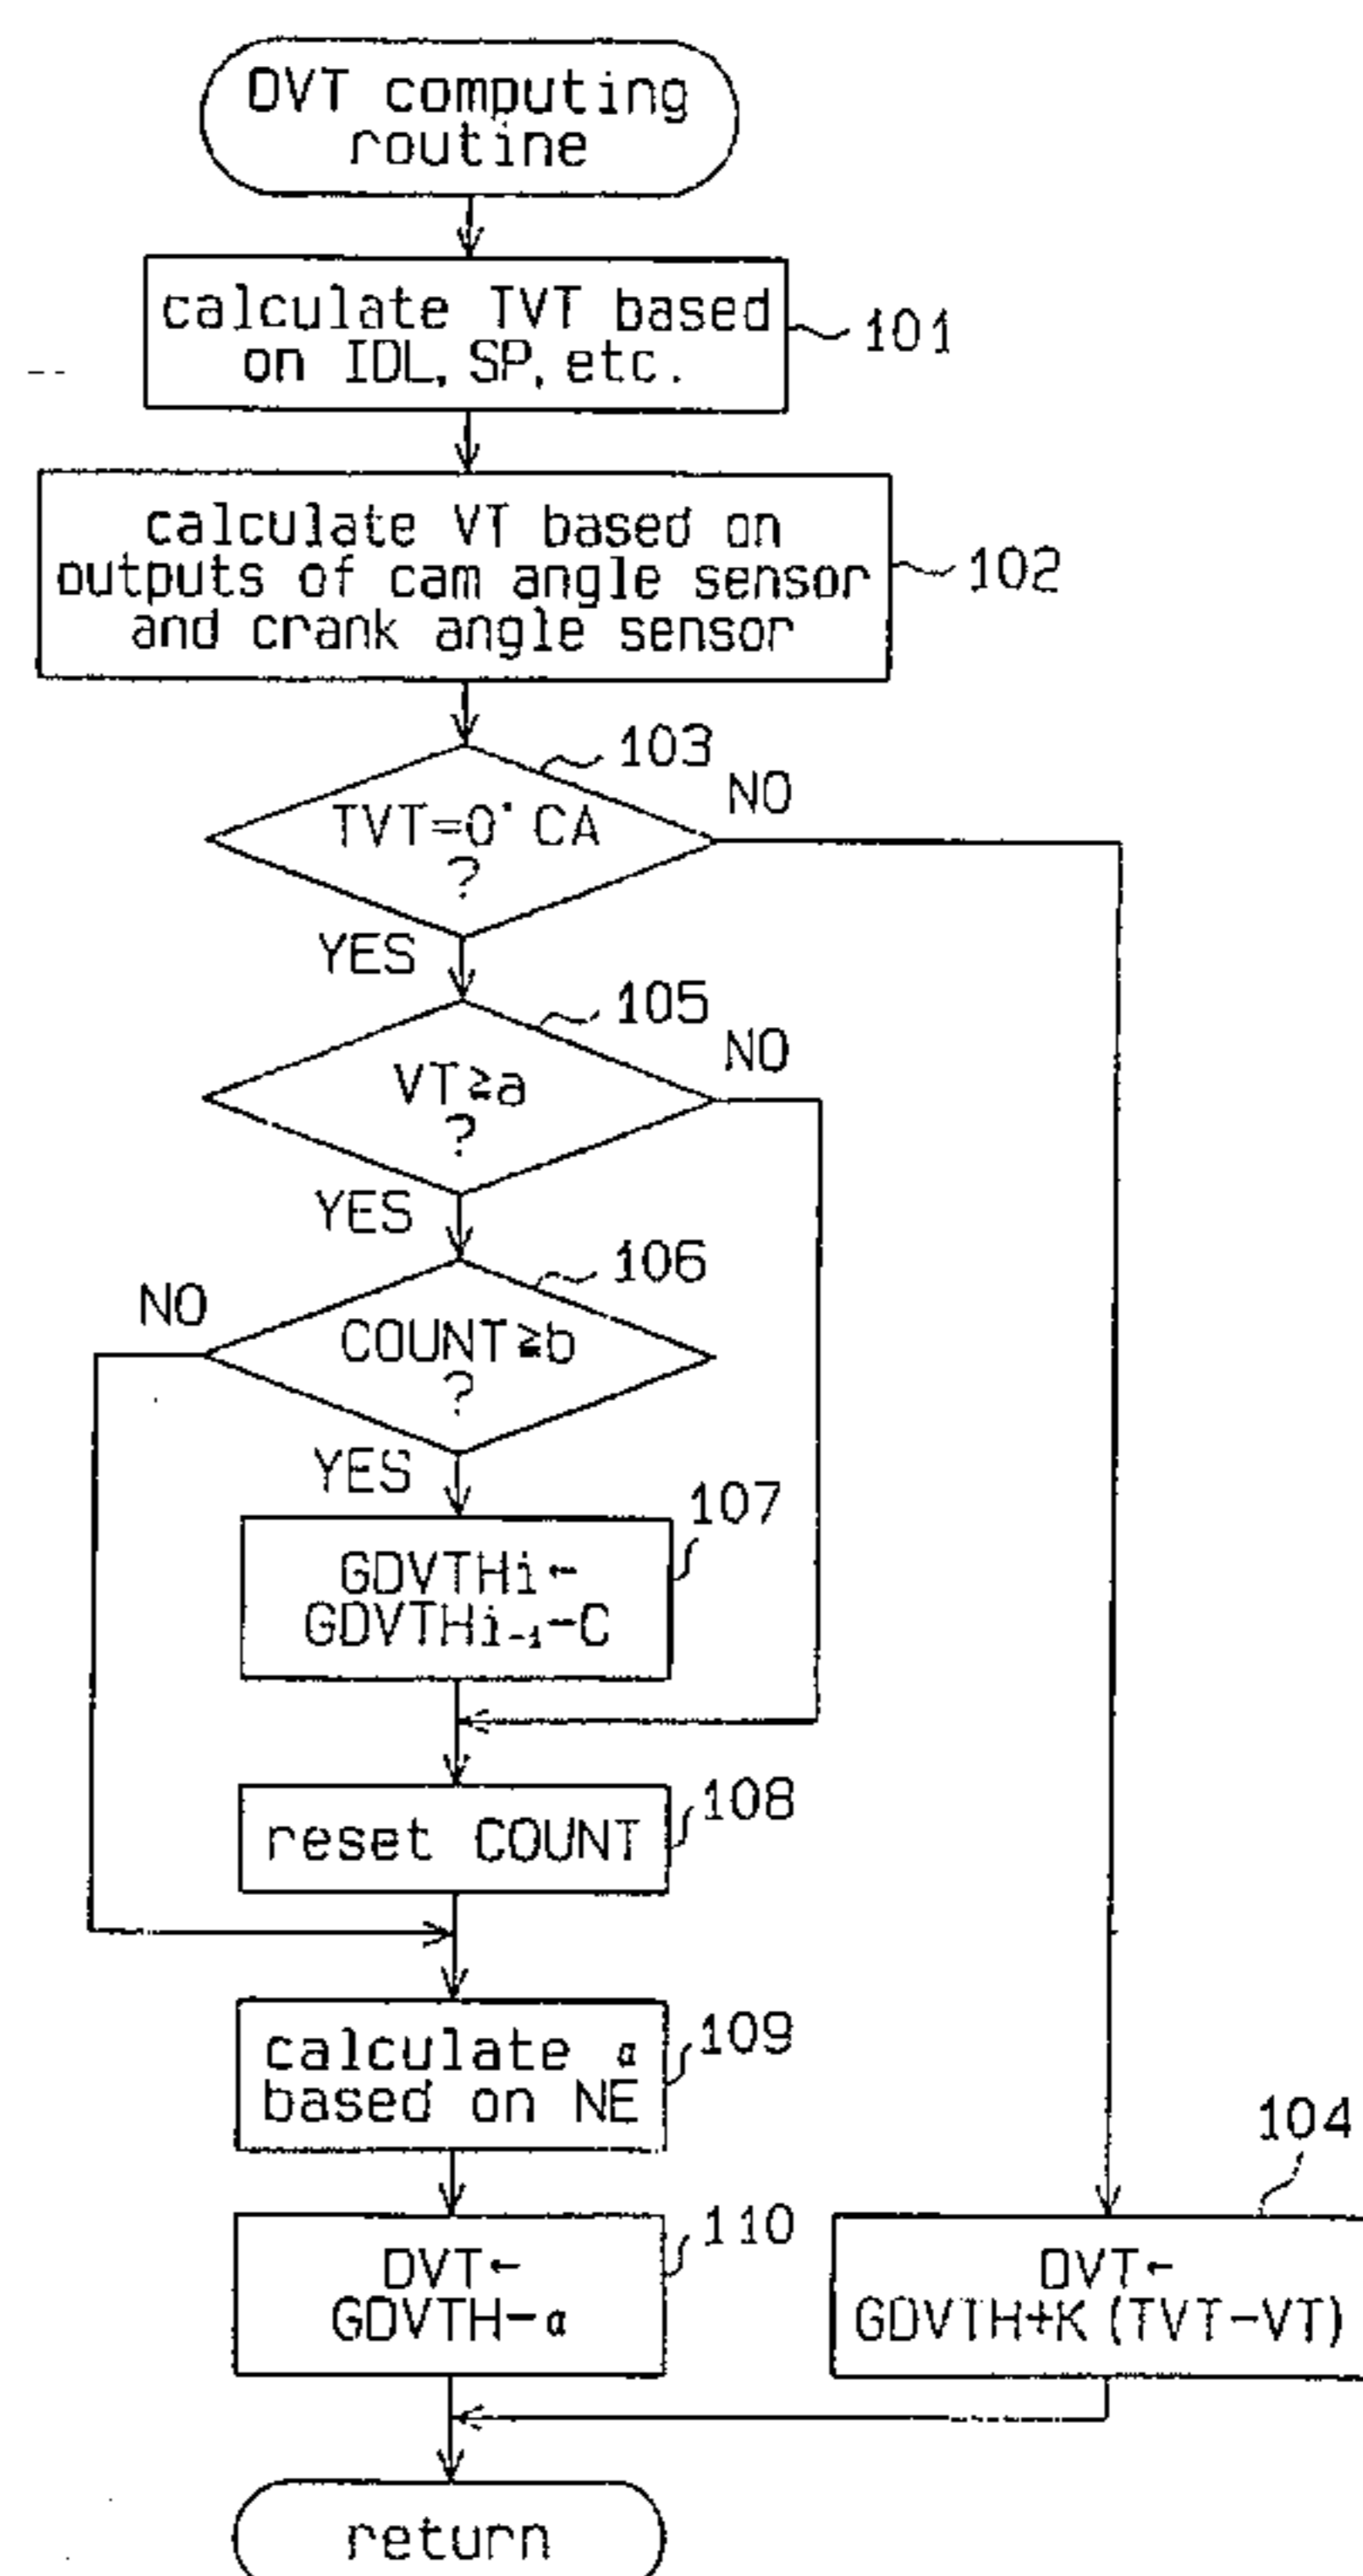 DVT computing
routine
calculate TVT based
on IDL, SP, etc.
101
calculate VT based on
outputs of cam angle sensor
and crank angle sensor
102
103
TVT=0° CA
?
NO
YES
105
VT≧a
?
NO
YES
106
NO
COUNT≧b
?
YES
107
GDVTHi←
GDVTHi-1-C
reset COUNT
108
calculate α
based on NE
109
104
DVT←
GDVTH-α
110
DVT←
GDVTH+K (TVT-VT)
return